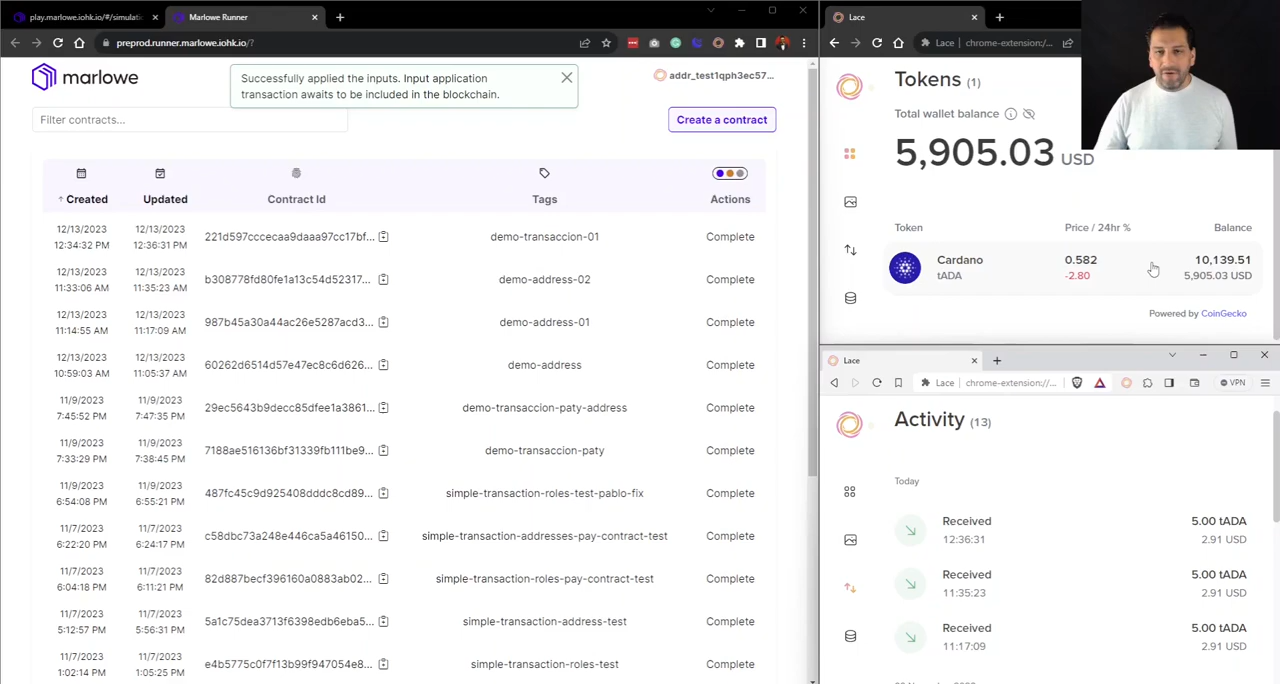 play.marlowe.iohk.io/#/simulati
Marlowe Runner
preprod.runner.marlowe.iohk.io/?
marlowe
Successfully applied the inputs. Input application
transaction awaits to be included in the blockchain.
addr_test1qph3ec57...
Filter contracts...
Create a contract
↑ Created Updated Contract Id Tags Actions
12/13/2023 12/13/2023
12:34:32 PM 12:36:31 PM 221d597cccecaa9daaa97cc17bf... demo-transaccion-01 Complete
12/13/2023 12/13/2023
11:33:06 AM 11:35:23 AM b308778fd80fe1a13c54d52317... demo-address-02 Complete
12/13/2023 12/13/2023
11:14:55 AM 11:17:09 AM 987b45a30a44ac26e5287acd3... demo-address-01 Complete
12/13/2023 12/13/2023
10:59:03 AM 11:05:37 AM 60262d6514d57e47ec8c6d626... demo-address Complete
11/9/2023 11/9/2023
7:45:52 PM 7:47:35 PM 29ec5643b9decc85dfee1a3861... demo-transaccion-paty-address Complete
11/9/2023 11/9/2023
7:33:29 PM 7:38:45 PM 7188ae516136bf31339fb111be9... demo-transaccion-paty Complete
11/9/2023 11/9/2023
6:54:08 PM 6:55:21 PM 487fc45c9d925408dddc8cd89... simple-transaction-roles-test-pablo-fix Complete
11/7/2023 11/7/2023
6:22:20 PM 6:24:17 PM c58dbc73a248e446ca5a46150... simple-transaction-addresses-pay-contract-test Complete
11/7/2023 11/7/2023
6:04:18 PM 6:11:21 PM 82d887becf396160a0883ab02... simple-transaction-roles-pay-contract-test Complete
11/7/2023 11/7/2023
5:12:57 PM 5:56:31 PM 5a1c75dea3713f6398edb6eba5... simple-transaction-address-test Complete
11/7/2023 11/7/2023
1:02:14 PM 1:05:25 PM e4b5775c0f7f13b99f947054e8... simple-transaction-roles-test Complete
Lace
Lace chrome-extension:/...
Tokens (1)
Total wallet balance
5,905.03 USD
Token Price / 24hr % Balance
Cardano 0.582 10,139.51
tADA -2.80 5,905.03 USD
Powered by CoinGecko
Lace
Lace chrome-extension://... VPN
Activity (13)
Today
Received 5.00 tADA
12:36:31 2.91 USD
Received 5.00 tADA
11:35:23 2.91 USD
Received 5.00 tADA
11:17:09 2.91 USD